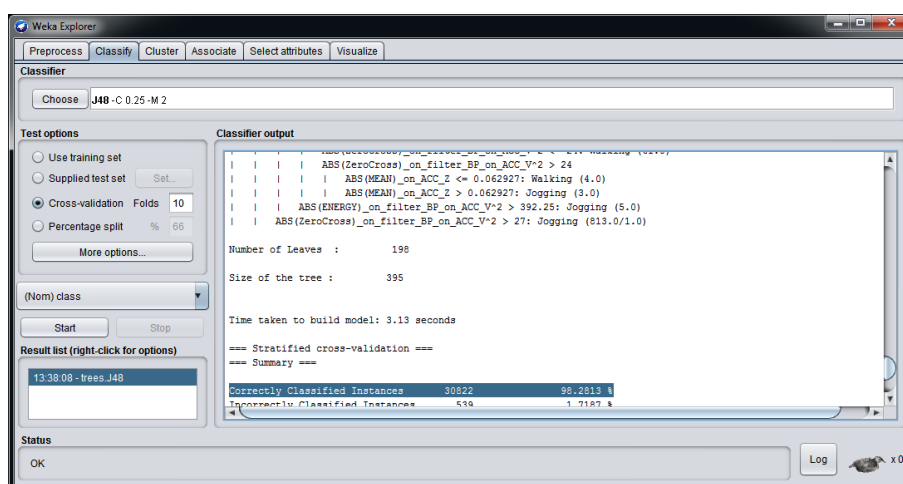 Weka Explorer
Preprocess Classify Cluster Associate Select attributes Visualize
Classifier
Choose J48 -C 0.25 -M 2
Test options
Use training set
Supplied test set Set...
Cross-validation Folds 10
Percentage split % 66
More options...
(Nom) class
Start Stop
Result list (right-click for options)
13:38:08 - trees.J48
Classifier output
| | | | ABS(ZeroCross)_on_filter_BP_on_ACC_V^2 > 24
| | | | | ABS(MEAN)_on_ACC_Z <= 0.062927: Walking (4.0)
| | | | | ABS(MEAN)_on_ACC_Z > 0.062927: Jogging (3.0)
| | | ABS(ENERGY)_on_filter_BP_on_ACC_V^2 > 392.25: Jogging (5.0)
| | ABS(ZeroCross)_on_filter_BP_on_ACC_V^2 > 27: Jogging (813.0/1.0)
Number of Leaves : 198
Size of the tree : 395
Time taken to build model: 3.13 seconds
=== Stratified cross-validation ===
=== Summary ===
Correctly Classified Instances 30822 98.2813 %
Incorrectly Classified Instances 539 1.7187 %
Status
OK
Log x 0